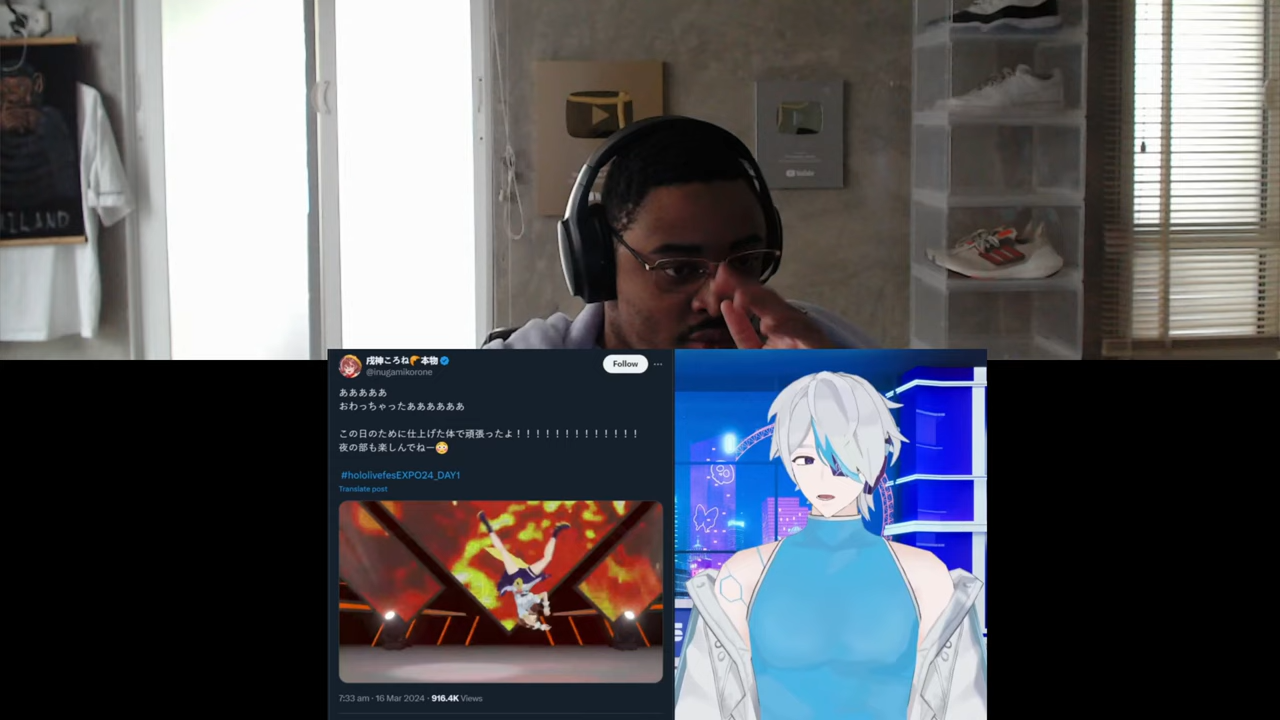 AILAND
YouTube
戌神ころね🥐本物
@inugamikorone
Follow
あああああ
おわっちゃったああああああ
この日のために仕上げた体で頑張ったよ！！！！！！！！！！！！！
夜の部も楽しんでねー😳
#hololivefesEXPO24_DAY1
Translate post
7:33 am · 16 Mar 2024 · 916.4K Views